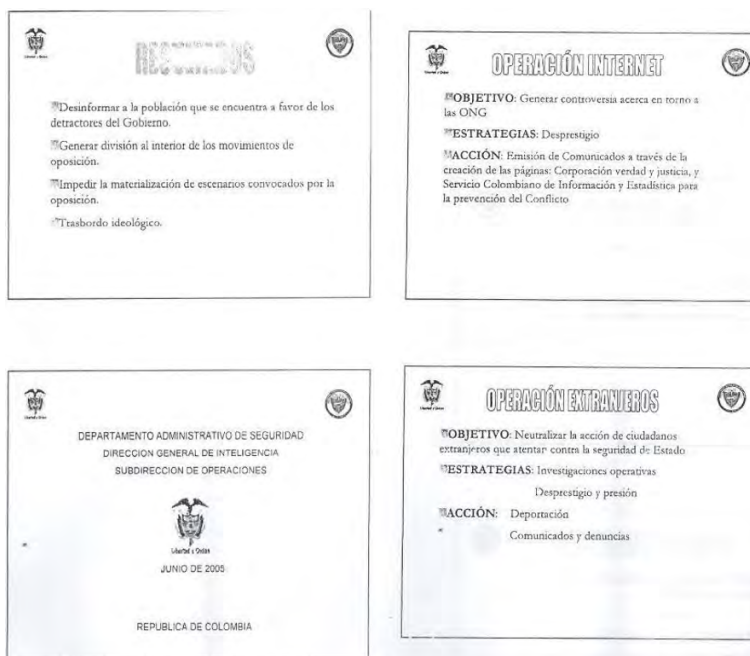 Desinformar a la población que se encuentra a favor de los
detractores del Gobierno.
Generar división al interior de los movimientos de
oposición.
Impedir la materialización de escenarios convocados por la
oposición.
Trasbordo ideológico.
OPERACIÓN INTERNET
OBJETIVO: Generar controversia acerca en torno a
las ONG
ESTRATEGIAS: Desprestigio
ACCIÓN: Emisión de Comunicados a través de la
creación de las páginas: Corporación verdad y justicia, y
Servicio Colombiano de Información y Estadística para
la prevención del Conflicto
DEPARTAMENTO ADMINISTRATIVO DE SEGURIDAD
DIRECCION GENERAL DE INTELIGENCIA
SUBDIRECCION DE OPERACIONES
Libertad y Orden
JUNIO DE 2005
REPUBLICA DE COLOMBIA
OPERACIÓN EXTRANJEROS
OBJETIVO: Neutralizar la acción de ciudadanos
extranjeros que atentar contra la seguridad de Estado
ESTRATEGIAS: Investigaciones operativas
Desprestigio y presión
ACCIÓN: Deportación
Comunicados y denuncias